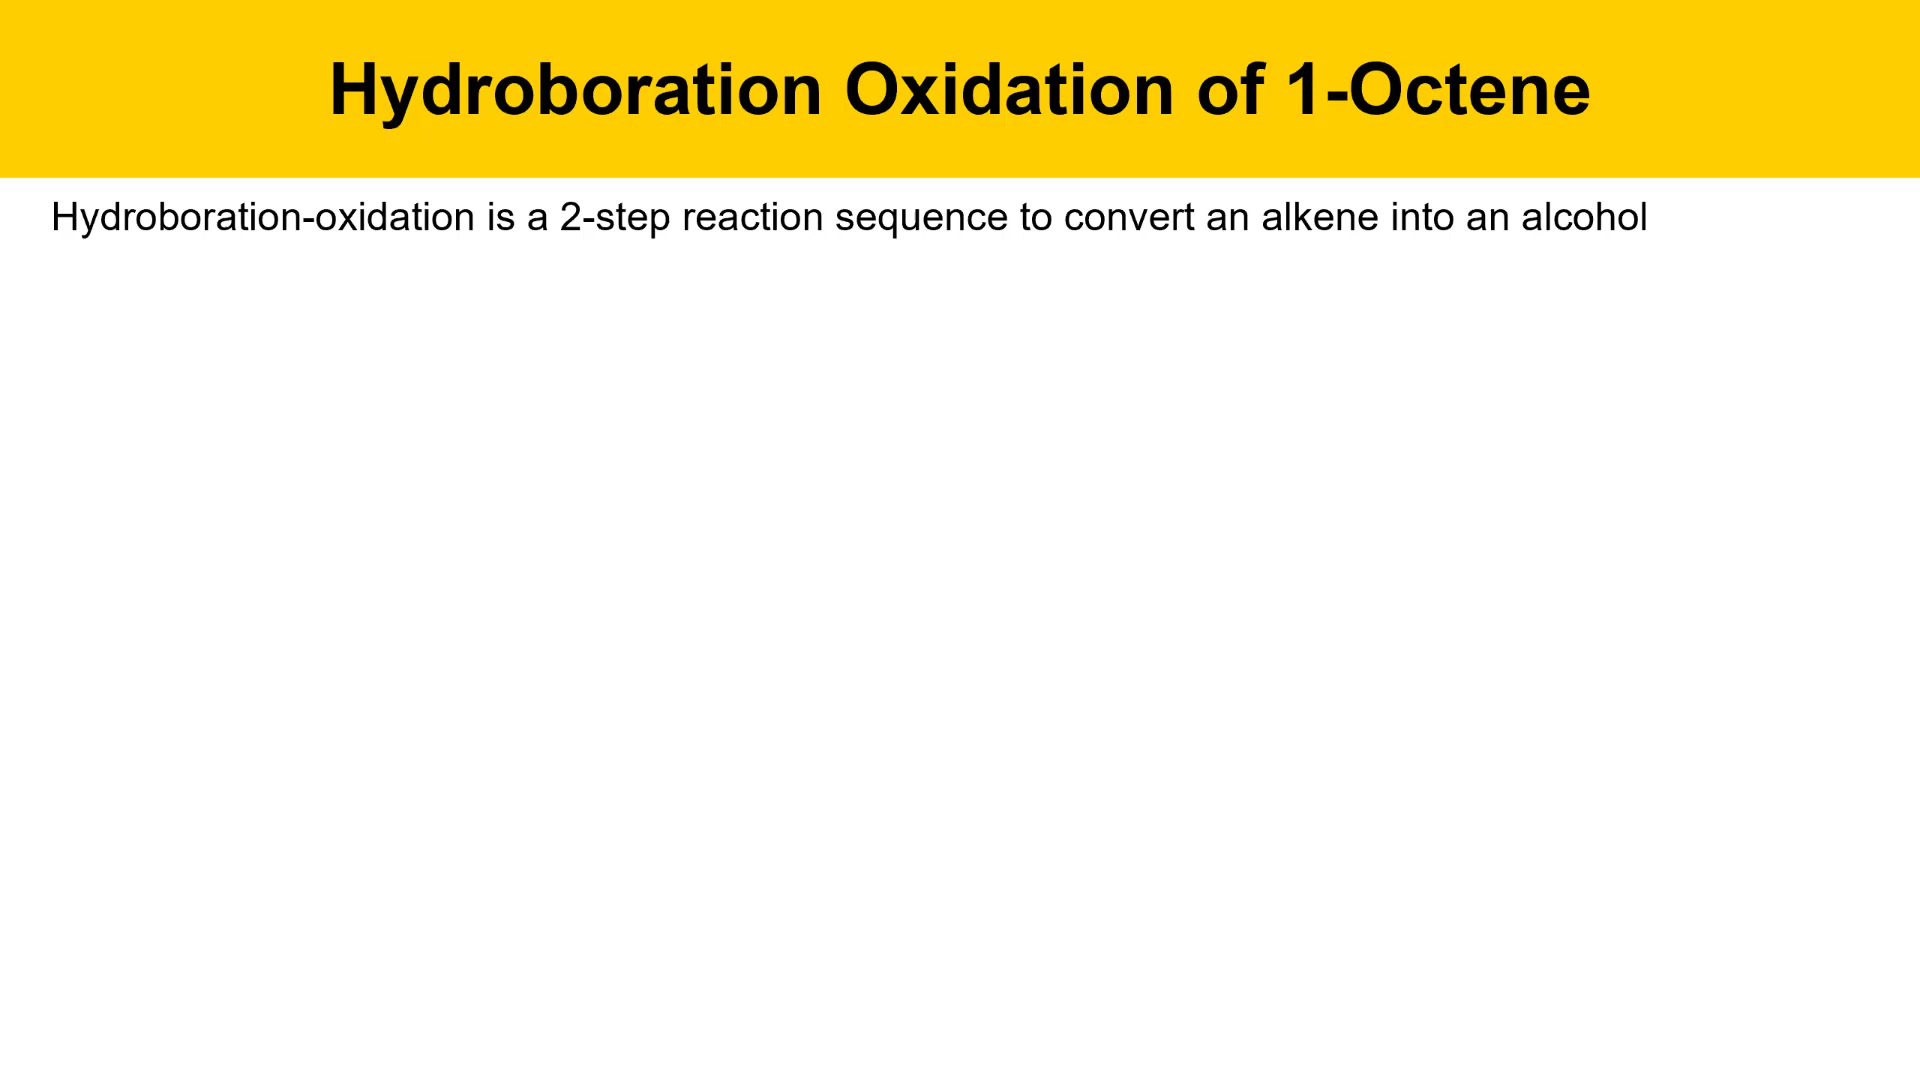 Hydroboration Oxidation of 1-Octene
Hydroboration-oxidation is a 2-step reaction sequence to convert an alkene into an alcohol